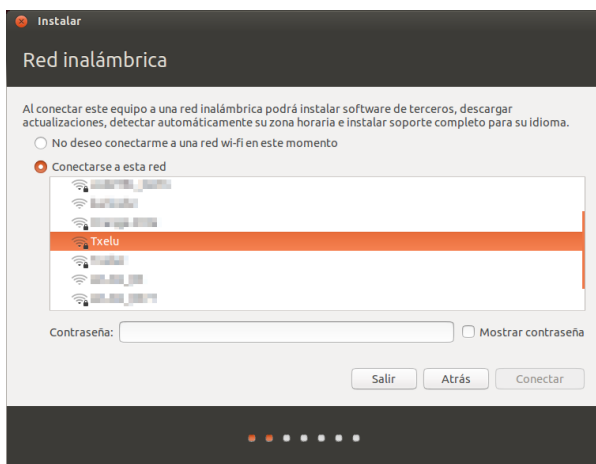 Instalar
Red inalámbrica
Al conectar este equipo a una red inalámbrica podrá instalar software de terceros, descargar
actualizaciones, detectar automáticamente su zona horaria e instalar soporte completo para su idioma.
No deseo conectarme a una red wi-fi en este momento
Conectarse a esta red
Txelu
Contraseña:
Mostrar contraseña
Salir
Atrás
Conectar